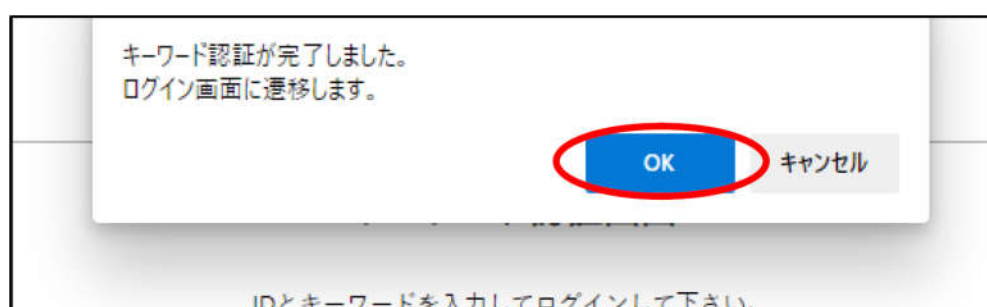 キーワード認証が完了しました。
ログイン画面に遷移します。
OK
キャンセル
IDとキーワードを入力してログインして下さい。